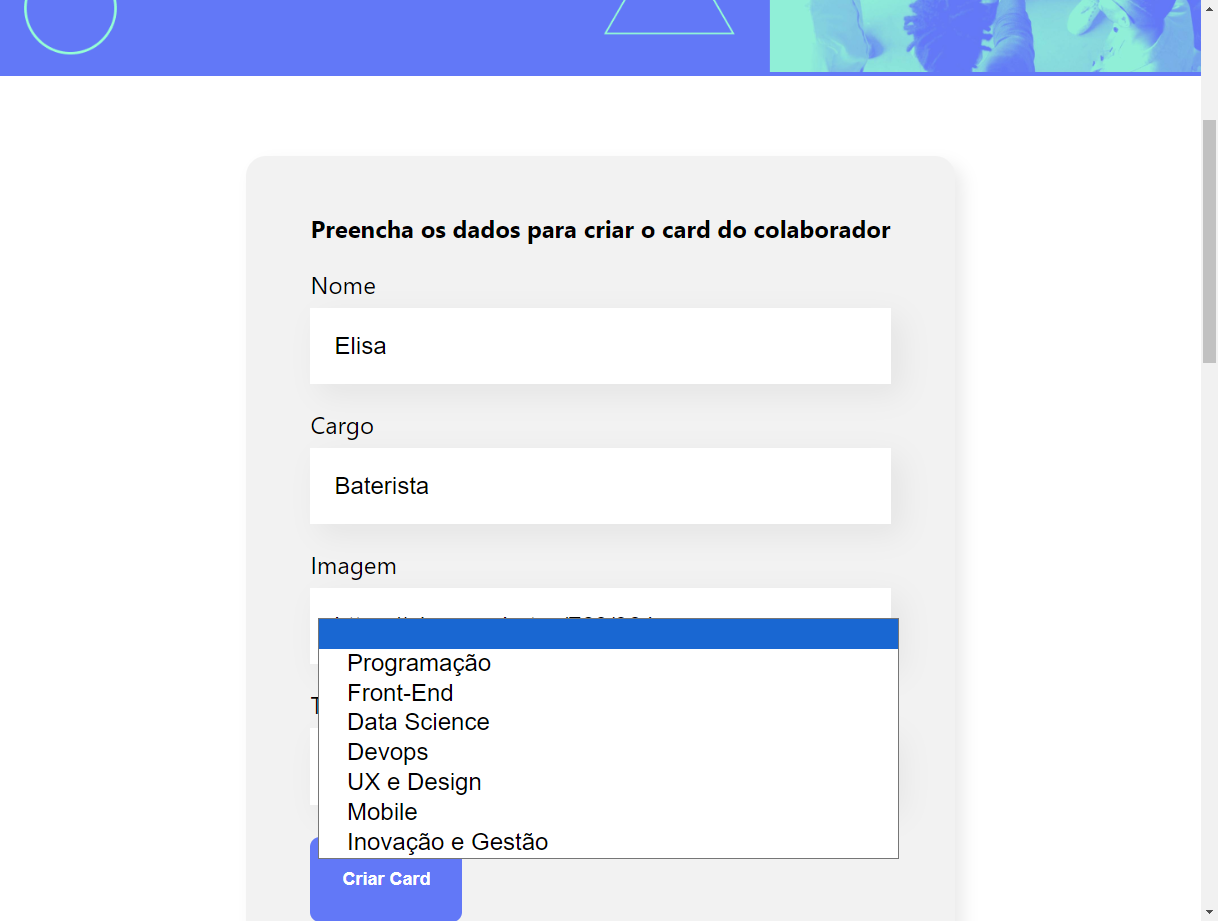 Preencha os dados para criar o card do colaborador
Nome
Elisa
Cargo
Baterista
Imagem
Programação
Front-End
Data Science
Devops
UX e Design
Mobile
Inovação e Gestão
Criar Card